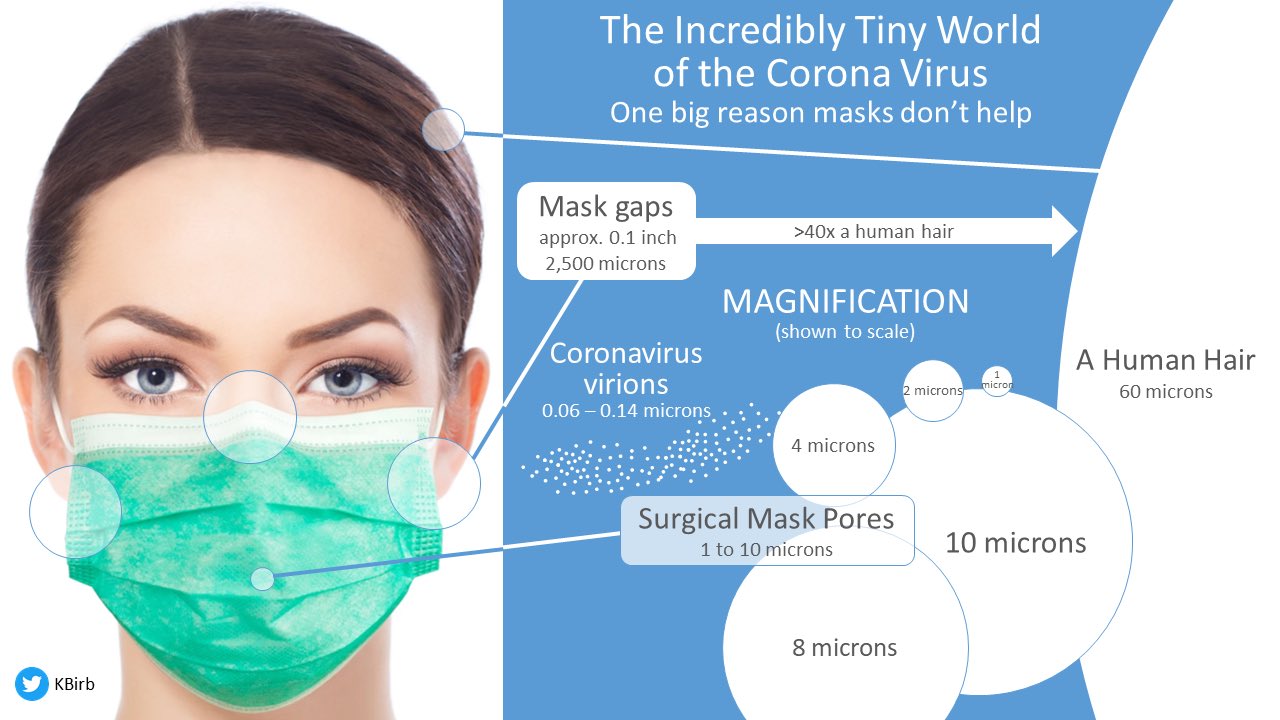 The Incredibly Tiny World
of the Corona Virus
One big reason masks don't help
Mask gaps
approx. 0.1 inch
2,500 microns
>40x a human hair
MAGNIFICATION
(shown to scale)
Coronavirus
virions
0.06 – 0.14 microns
A Human Hair
60 microns
1
micron
2 microns
4 microns
Surgical Mask Pores
1 to 10 microns
10 microns
8 microns
KBirb